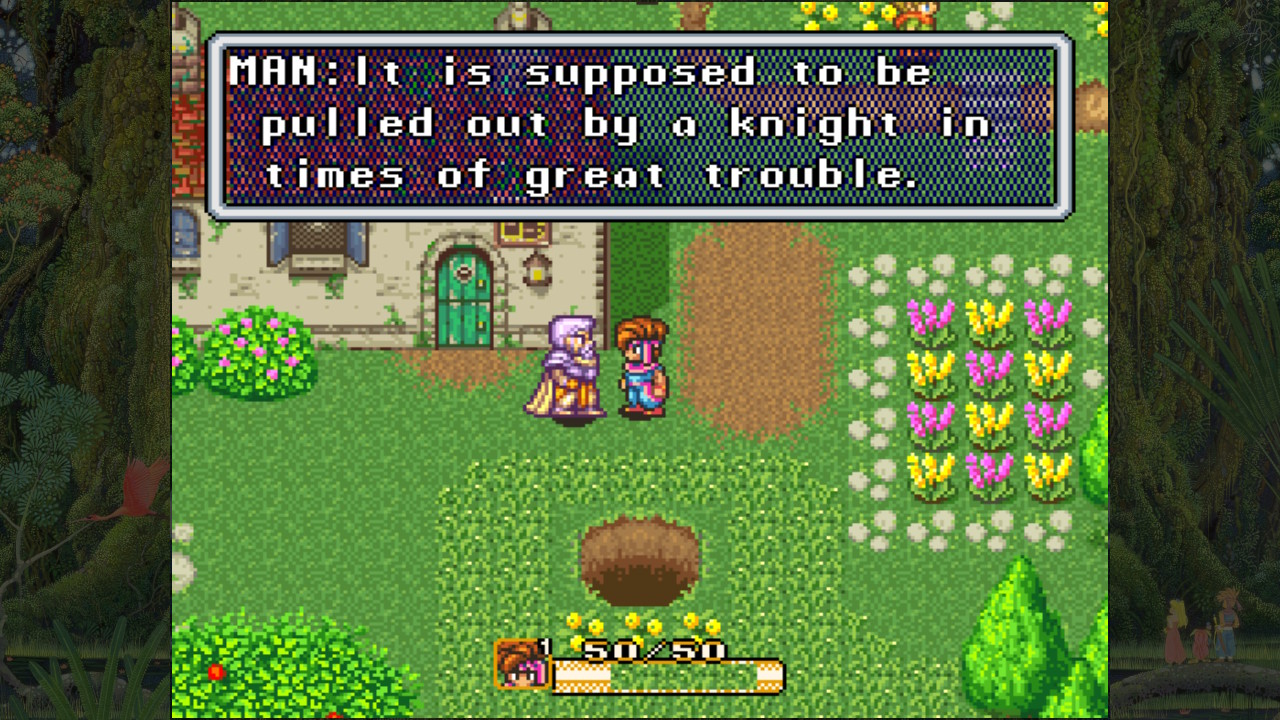 MAN:It is supposed to be
pulled out by a knight in
times of great trouble.
1
50/50